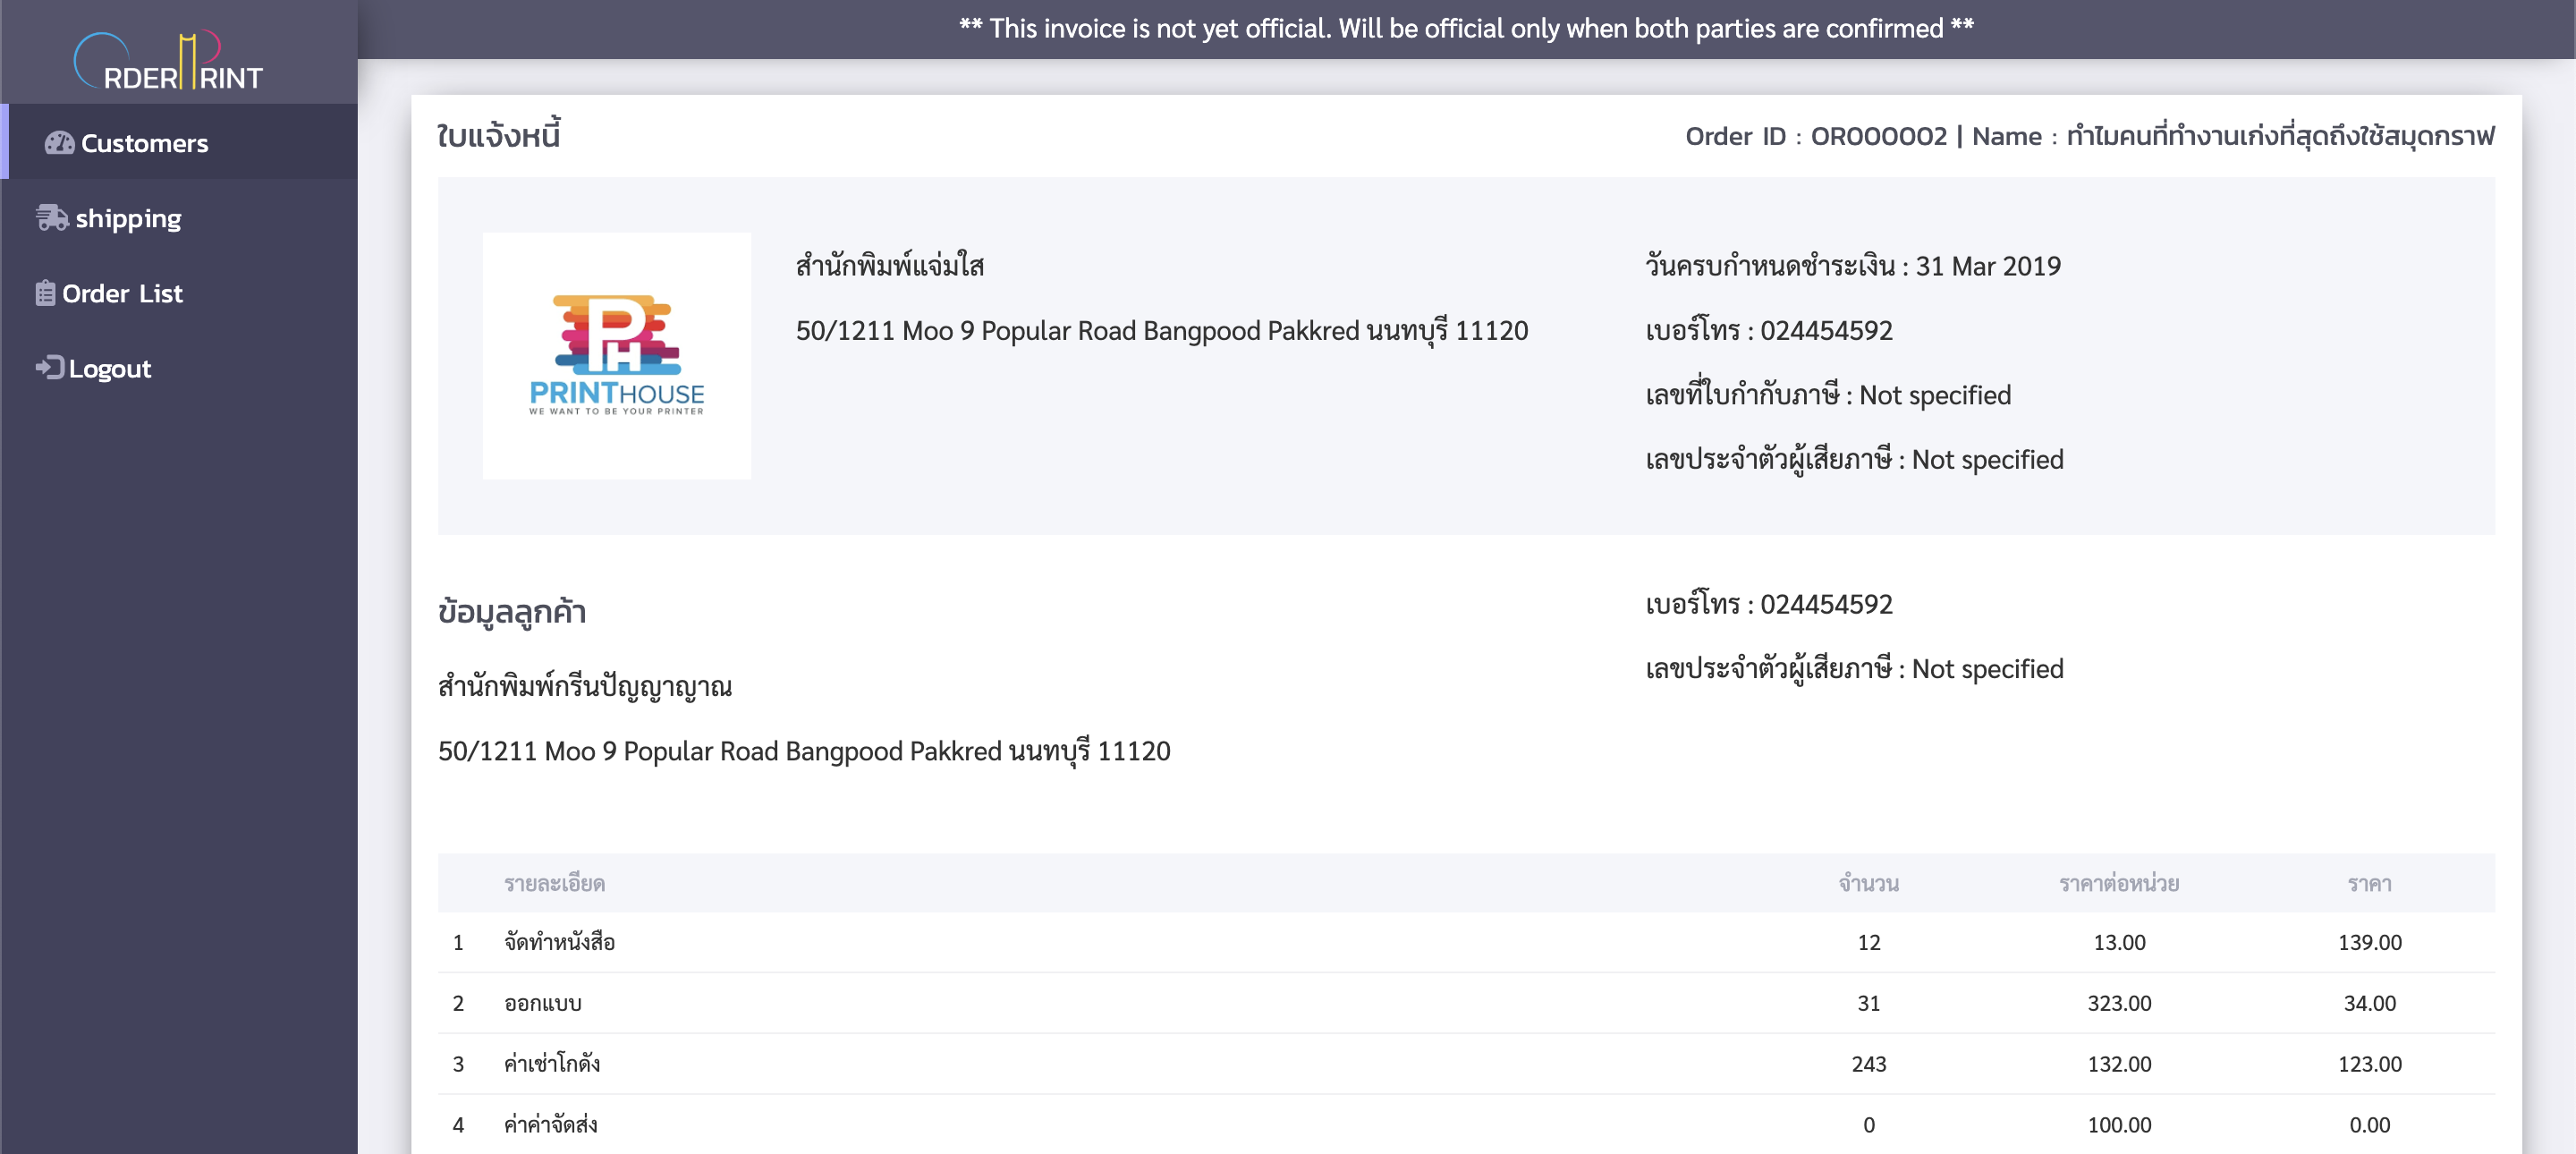 ** This invoice is not yet official. Will be official only when both parties are confirmed **
ORDERPRINT
Customers
shipping
Order List
Logout
ใบแจ้งหนี้
Order ID : OR000002 | Name : ทำไมคนที่ทำงานเก่งที่สุดถึงใช้สมุดกราฟ
PH
PRINTHOUSE
WE WANT TO BE YOUR PRINTER
สำนักพิมพ์แจ่มใส
50/1211 Moo 9 Popular Road Bangpood Pakkred นนทบุรี 11120
วันครบกำหนดชำระเงิน : 31 Mar 2019
เบอร์โทร : 024454592
เลขที่ใบกำกับภาษี : Not specified
เลขประจำตัวผู้เสียภาษี : Not specified
ข้อมูลลูกค้า
สำนักพิมพ์กรีนปัญญาญาณ
50/1211 Moo 9 Popular Road Bangpood Pakkred นนทบุรี 11120
เบอร์โทร : 024454592
เลขประจำตัวผู้เสียภาษี : Not specified
รายละเอียด จำนวน ราคาต่อหน่วย ราคา
1 จัดทำหนังสือ 12 13.00 139.00
2 ออกแบบ 31 323.00 34.00
3 ค่าเช่าโกดัง 243 132.00 123.00
4 ค่าค่าจัดส่ง 0 100.00 0.00